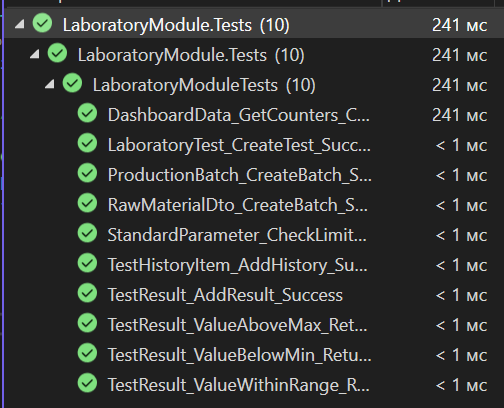 LaboratoryModule.Tests (10) 241 мс
LaboratoryModule.Tests (10) 241 мс
LaboratoryModuleTests (10) 241 мс
DashboardData_GetCounters_C... 241 мс
LaboratoryTest_CreateTest_Succ... < 1 мс
ProductionBatch_CreateBatch_S... < 1 мс
RawMaterialDto_CreateBatch_S... < 1 мс
StandardParameter_CheckLimit... < 1 мс
TestHistoryItem_AddHistory_Su... < 1 мс
TestResult_AddResult_Success < 1 мс
TestResult_ValueAboveMax_Ret... < 1 мс
TestResult_ValueBelowMin_Retu... < 1 мс
TestResult_ValueWithinRange_R... < 1 мс